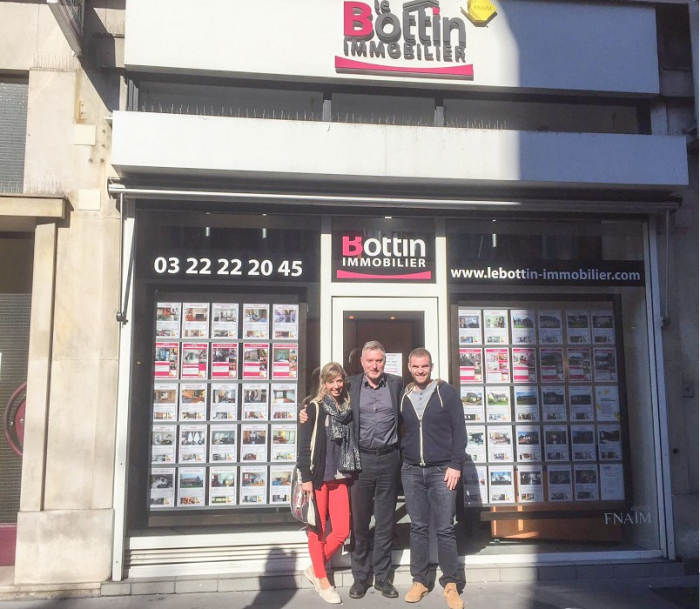 le
Bottin
IMMOBILIER
FNAIM
03 22 22 20 45
Bottin
IMMOBILIER
www.lebottin-immobilier.com
FNAIM